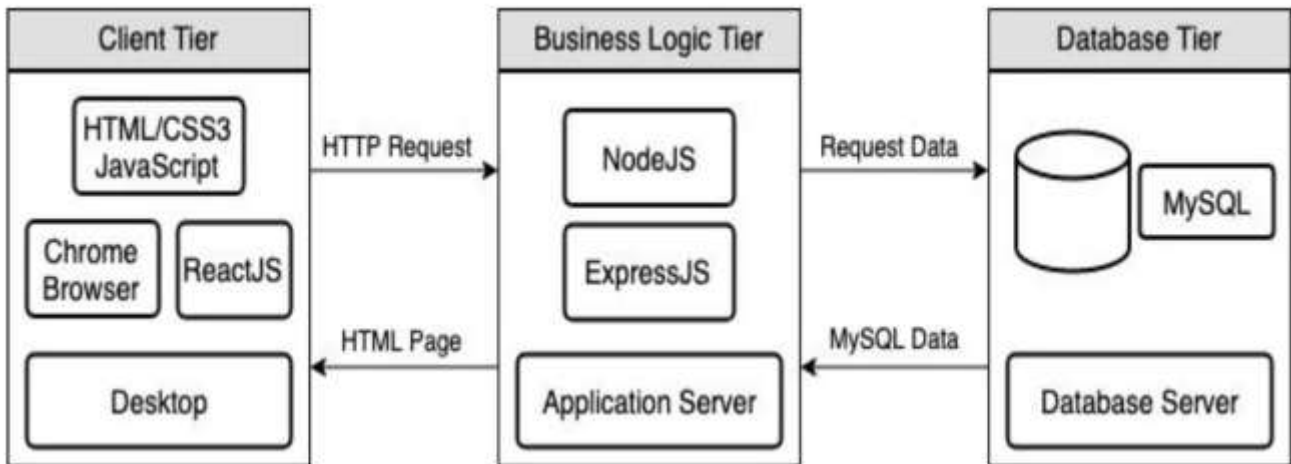 Client Tier
HTML/CSS3
JavaScript
Chrome
Browser
ReactJS
Desktop
HTTP Request
HTML Page
Business Logic Tier
NodeJS
ExpressJS
Application Server
Request Data
MySQL Data
Database Tier
MySQL
Database Server